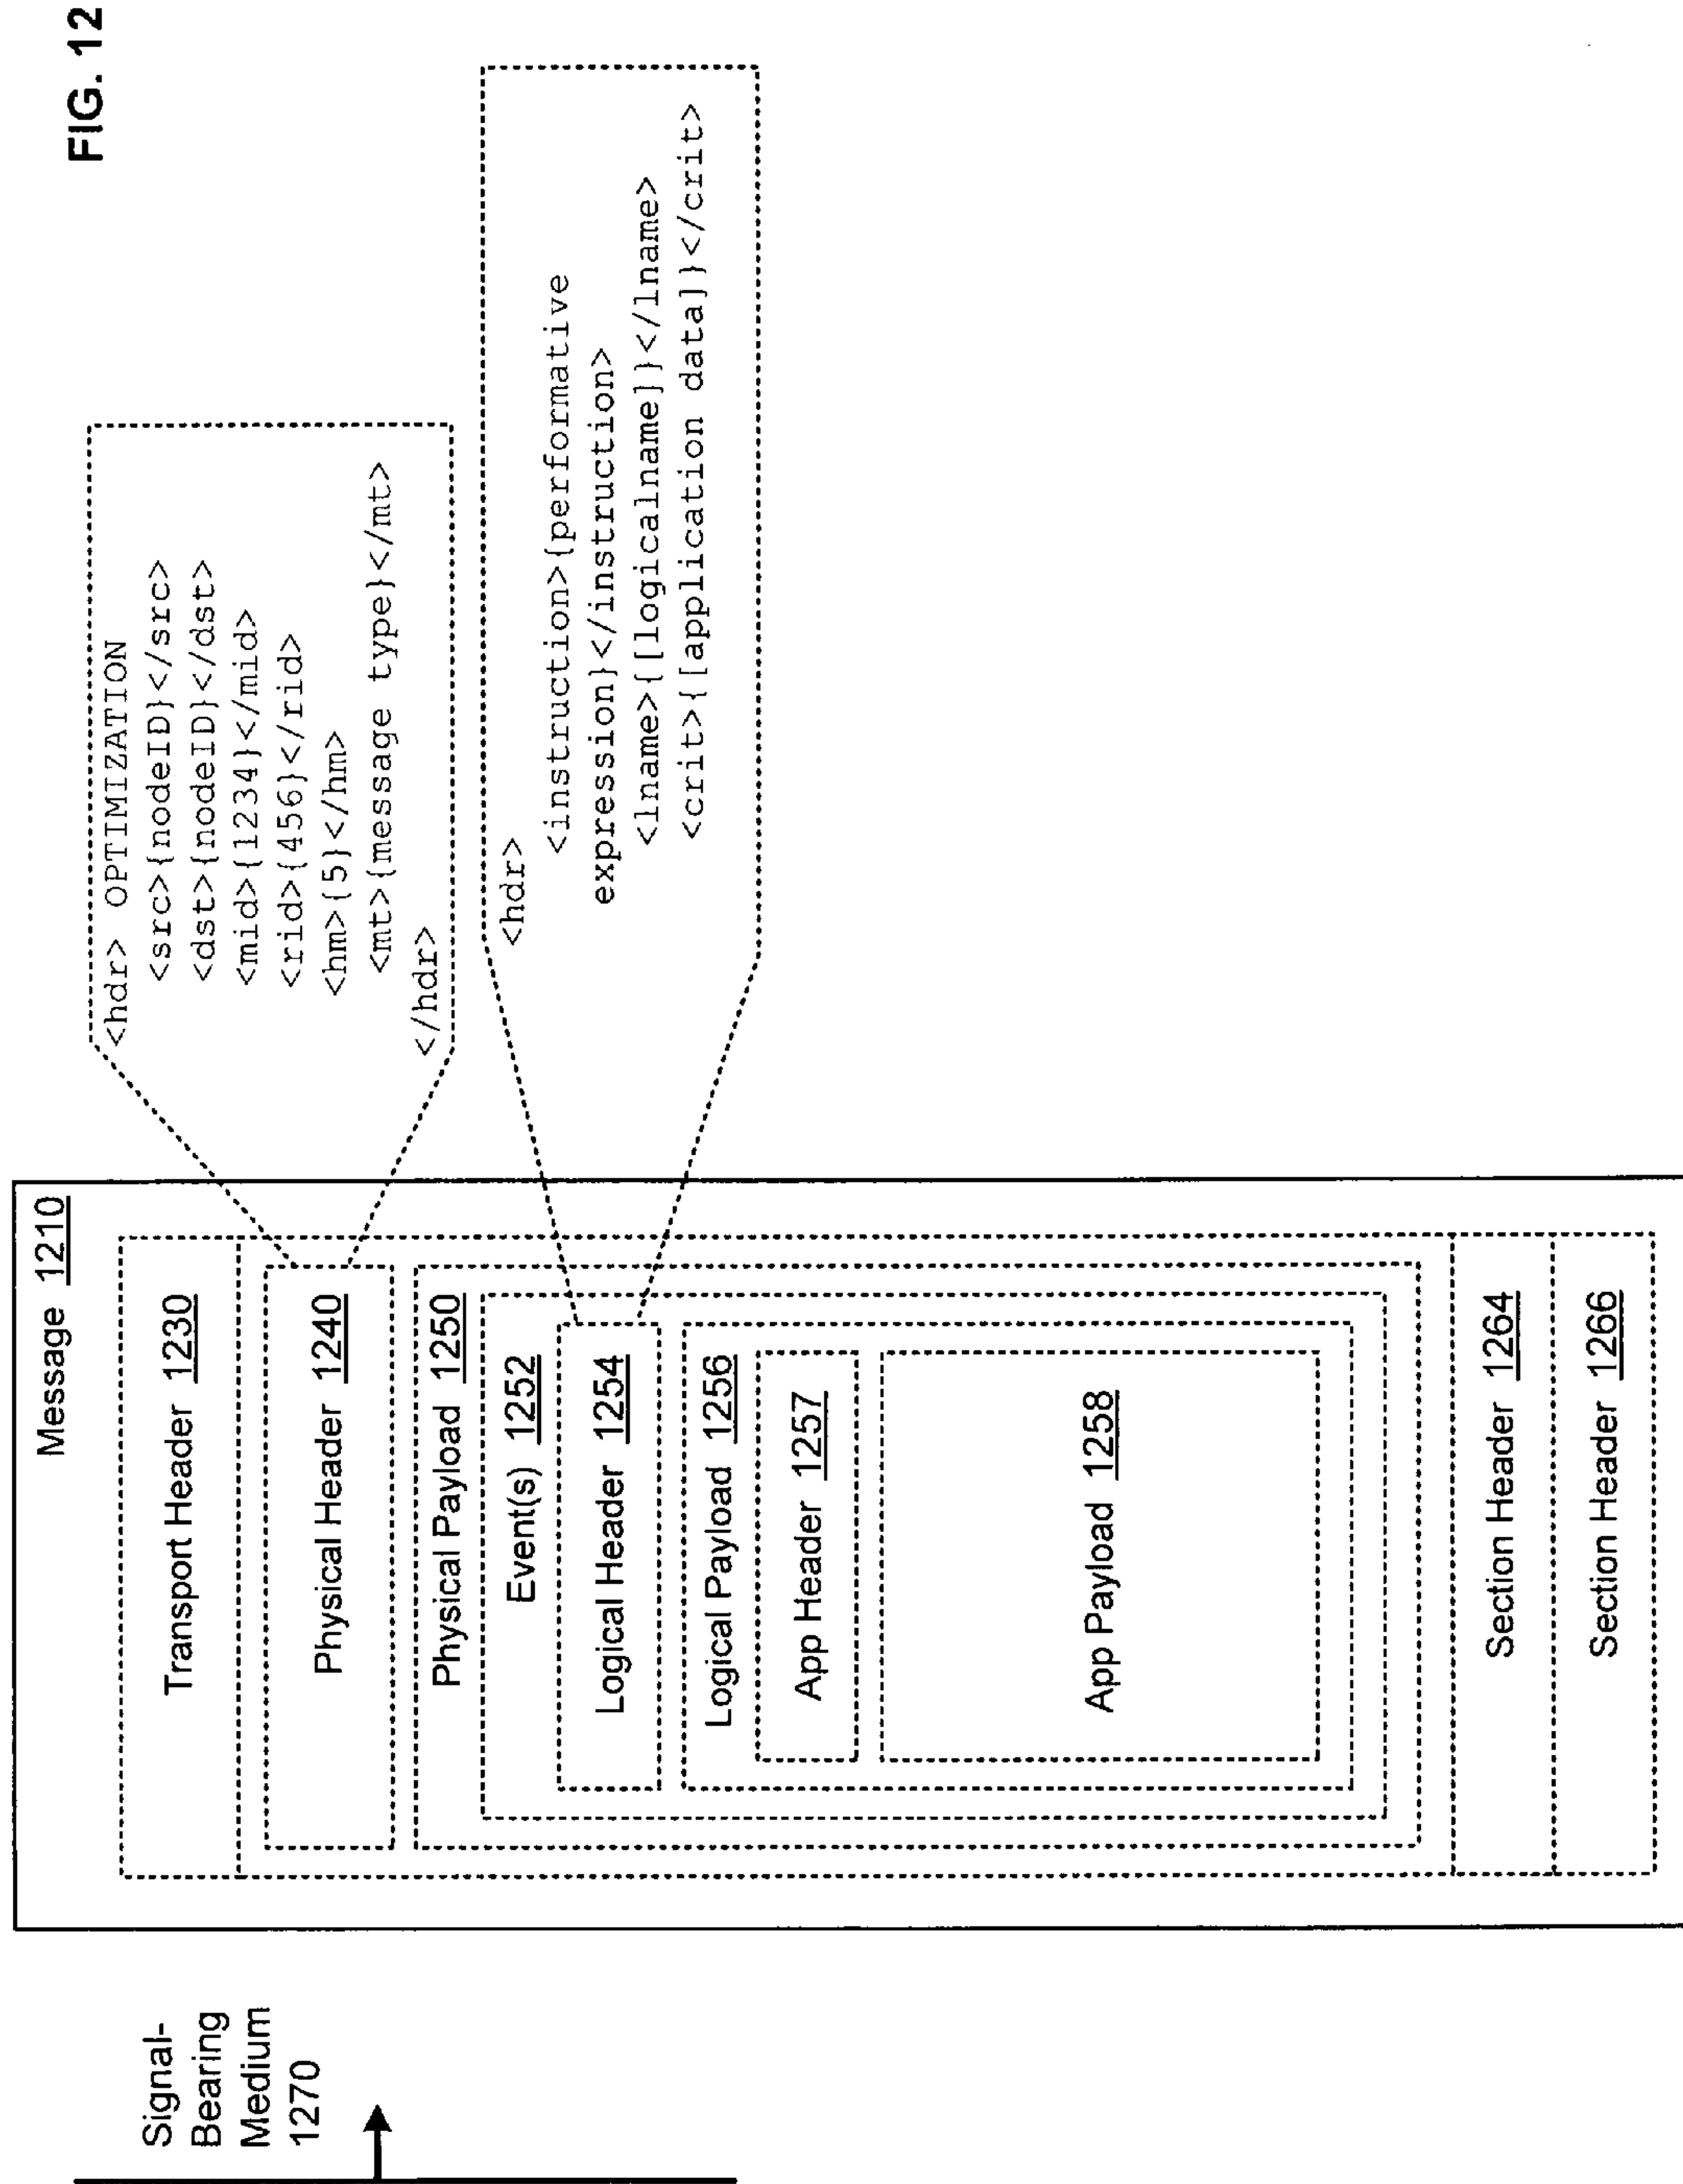 FIG. 12
Signal-
Bearing
Medium
1270
Message 1210
Transport Header 1230
Physical Header 1240
Physical Payload 1250
Event(s) 1252
Logical Header 1254
Logical Payload 1256
App Header 1257
App Payload 1258
Section Header 1264
Section Header 1266
<hdr> OPTIMIZATION
<src>{nodeID}</src>
<dst>{nodeID}</dst>
<mid>{1234}</mid>
<rid>{456}</rid>
<hm>{5}</hm>
<mt>{message type}</mt>
</hdr>
<hdr>
<instruction>{performative
expression}</instruction>
<lname>{[logicalname]}</lname>
<crit>{[application data]}</crit>